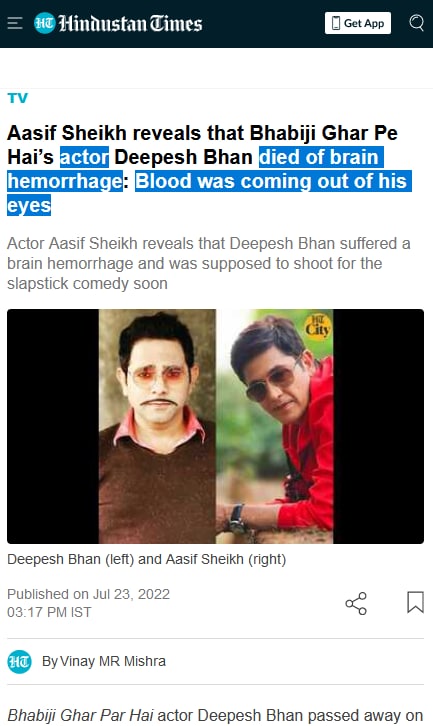 HT Hindustan Times
Get App
TV
Aasif Sheikh reveals that Bhabiji Ghar Pe
Hai’s actor Deepesh Bhan died of brain
hemorrhage: Blood was coming out of his
eyes
Actor Aasif Sheikh reveals that Deepesh Bhan suffered a
brain hemorrhage and was supposed to shoot for the
slapstick comedy soon
HT
City
Deepesh Bhan (left) and Aasif Sheikh (right)
Published on Jul 23, 2022
03:17 PM IST
HT By Vinay MR Mishra
Bhabiji Ghar Par Hai actor Deepesh Bhan passed away on